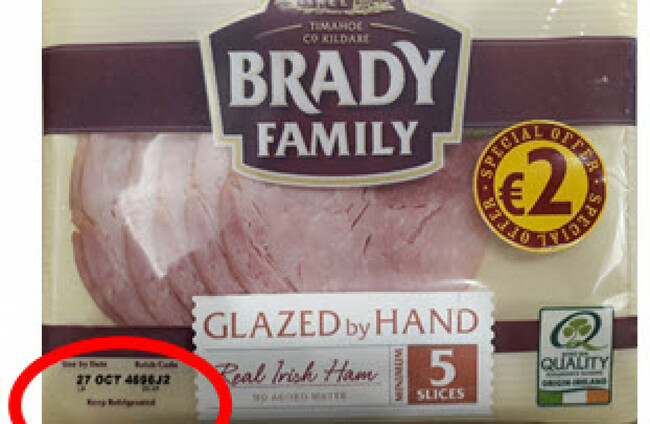 TIMAHOE
CO KILDARE
BRADY
FAMILY
SPECIAL OFFER · SPECIAL OFFER ·
€2
GLAZED by HAND
Real Irish Ham
NO ADDED WATER
MINIMUM
5
SLICES
QUALITY
ORIGIN-IRELAND
Use by Date Batch Code
27 OCT 4696J2
Keep Refrigerated